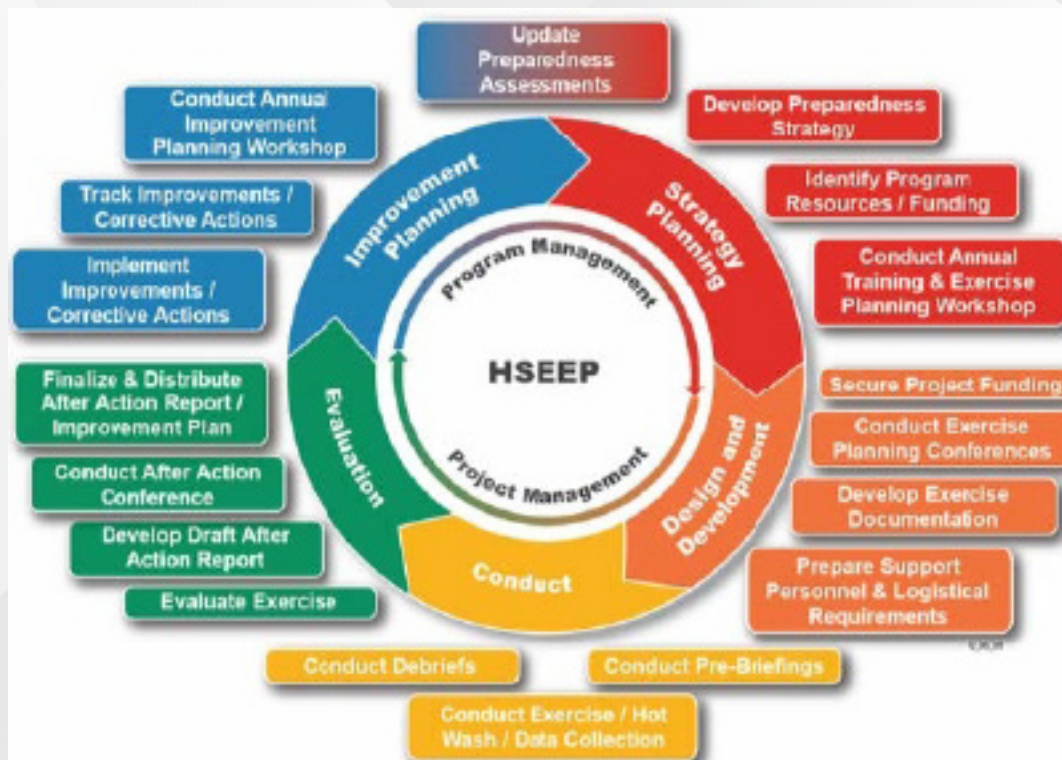 Update
Preparedness
Assessments
Develop Preparedness
Strategy
Identify Program
Resources / Funding
Conduct Annual
Training & Exercise
Planning Workshop
Secure Project Funding
Conduct Exercise
Planning Conferences
Develop Exercise
Documentation
Prepare Support
Personnel & Logistical
Requirements
Conduct Pre-Briefings
Conduct Exercise / Hot
Wash / Data Collection
Conduct Debriefs
Evaluate Exercise
Develop Draft After
Action Report
Conduct After Action
Conference
Finalize & Distribute
After Action Report /
Improvement Plan
Implement
Improvements /
Corrective Actions
Track Improvements /
Corrective Actions
Conduct Annual
Improvement
Planning Workshop
Strategy
Planning
Design and
Development
Conduct
Evaluation
Improvement
Planning
Program Management
HSEEP
Project Management